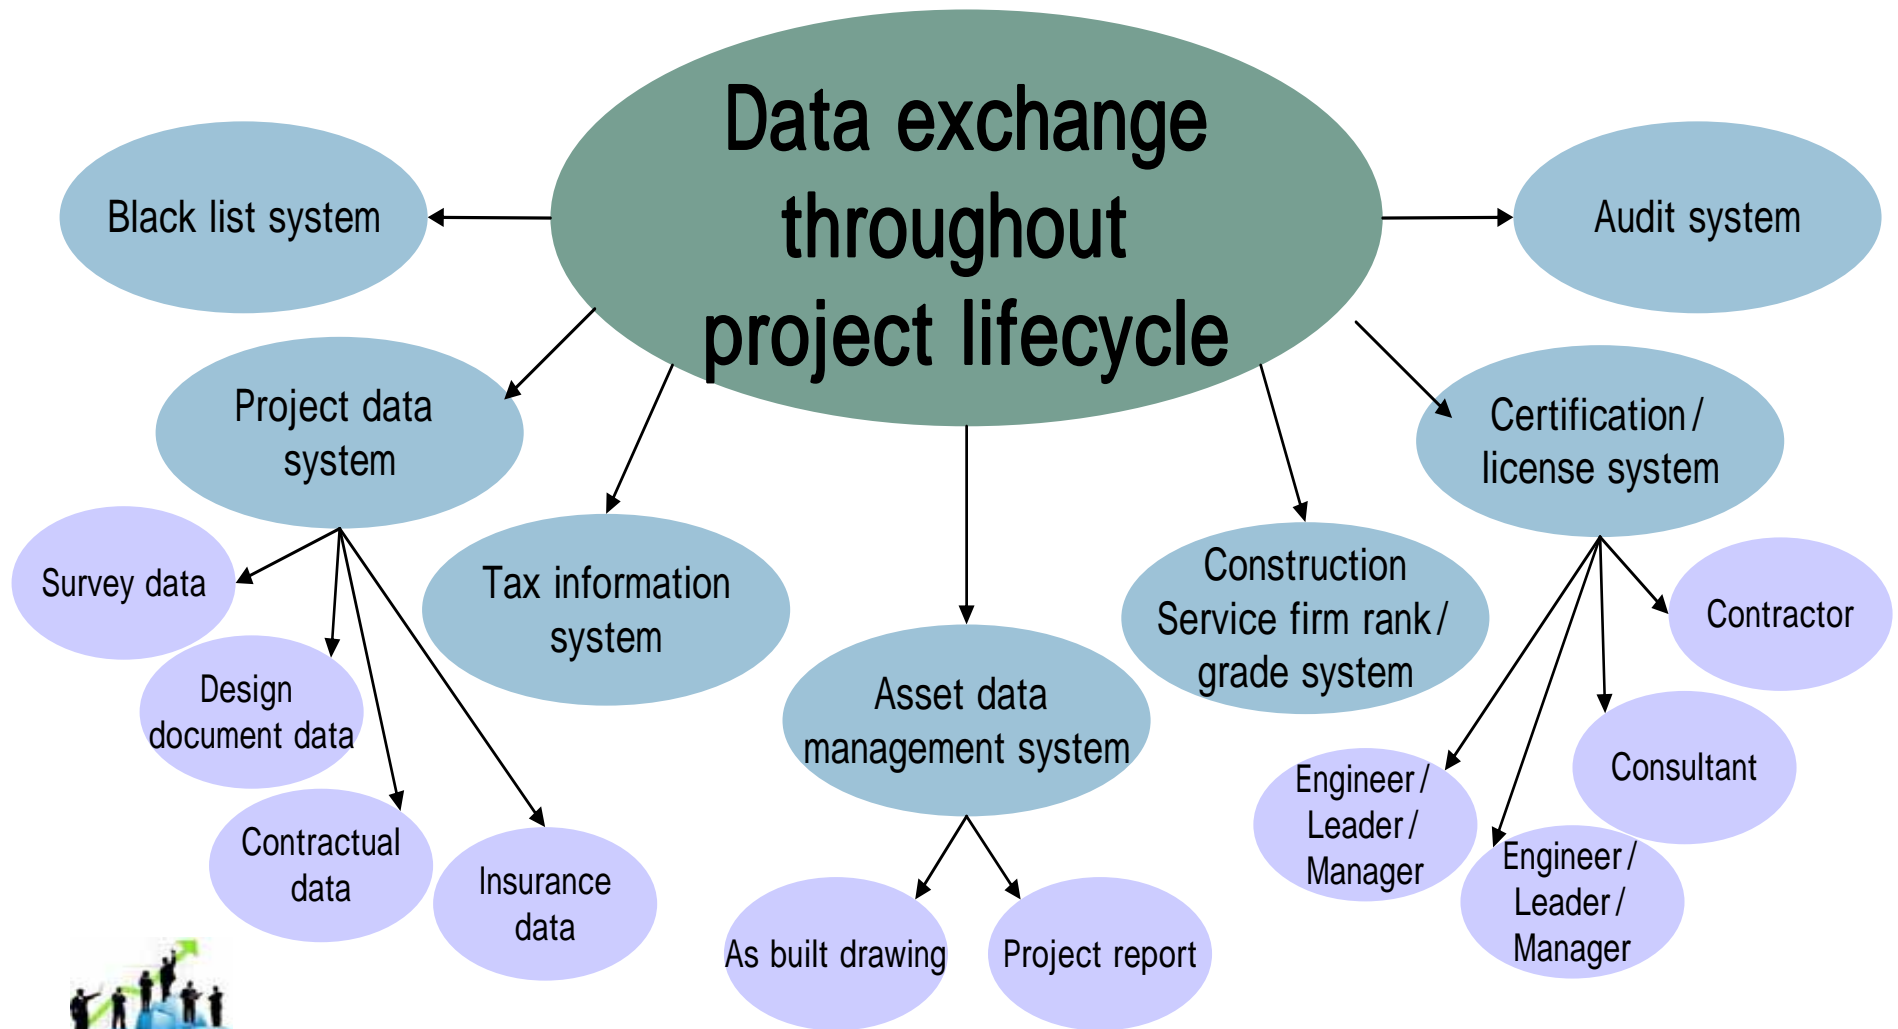 Data exchange
throughout
project lifecycle
Black list system
Audit system
Project data
system
Certification /
license system
Tax information
system
Construction
Service firm rank /
grade system
Asset data
management system
Survey data
Design
document data
Contractual
data
Insurance
data
As built drawing
Project report
Engineer /
Leader /
Manager
Engineer /
Leader /
Manager
Consultant
Contractor